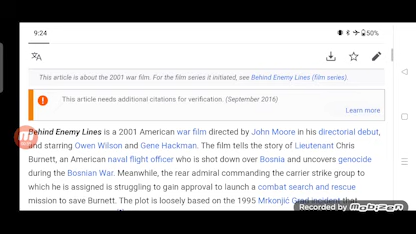 9:24
50%
This article is about the 2001 war film. For the film series it initiated, see Behind Enemy Lines (film series).
This article needs additional citations for verification. (September 2016)
Learn more
Behind Enemy Lines is a 2001 American war film directed by John Moore in his directorial debut,
and starring Owen Wilson and Gene Hackman. The film tells the story of Lieutenant Chris
Burnett, an American naval flight officer who is shot down over Bosnia and uncovers genocide
during the Bosnian War. Meanwhile, the rear admiral commanding the carrier strike group to
which he is assigned is struggling to gain approval to launch a combat search and rescue
mission to save Burnett. The plot is loosely based on the 1995 Mrkonjić Grad incident that
Recorded by Mobizen